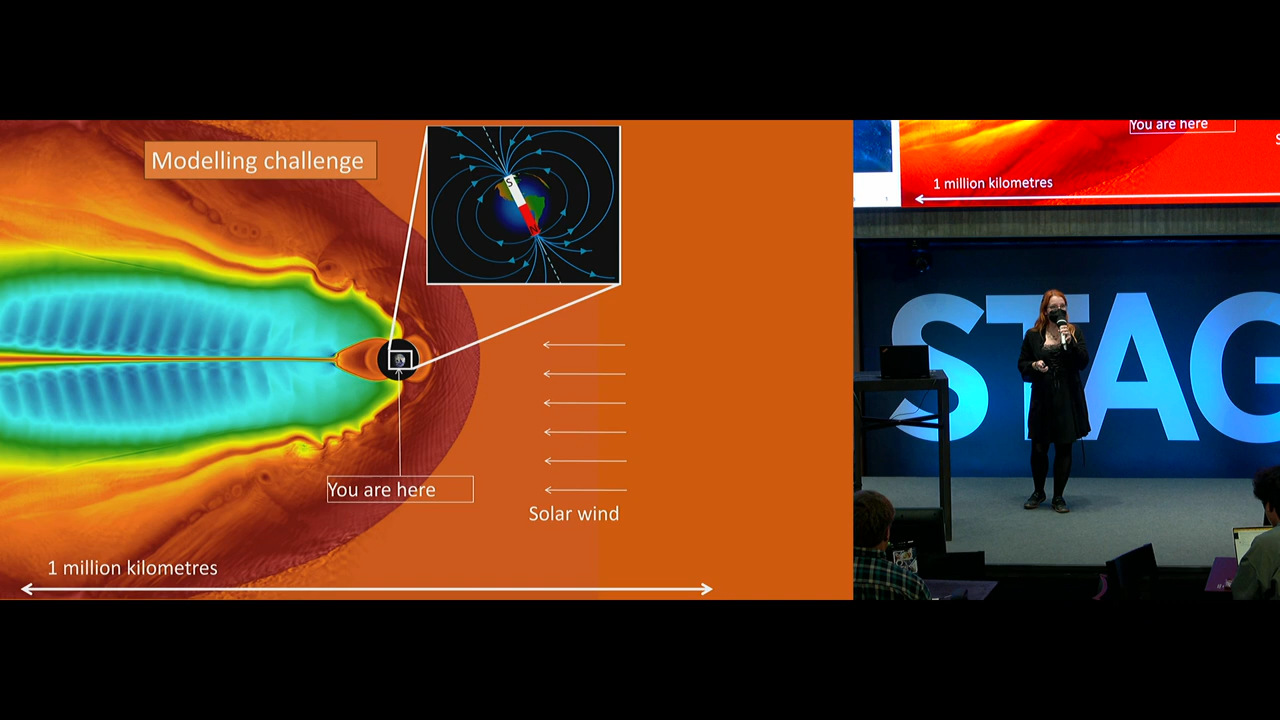 Modelling challenge
S
N
You are here
Solar wind
1 million kilometres
You are here
S
1 million kilometres
STAG